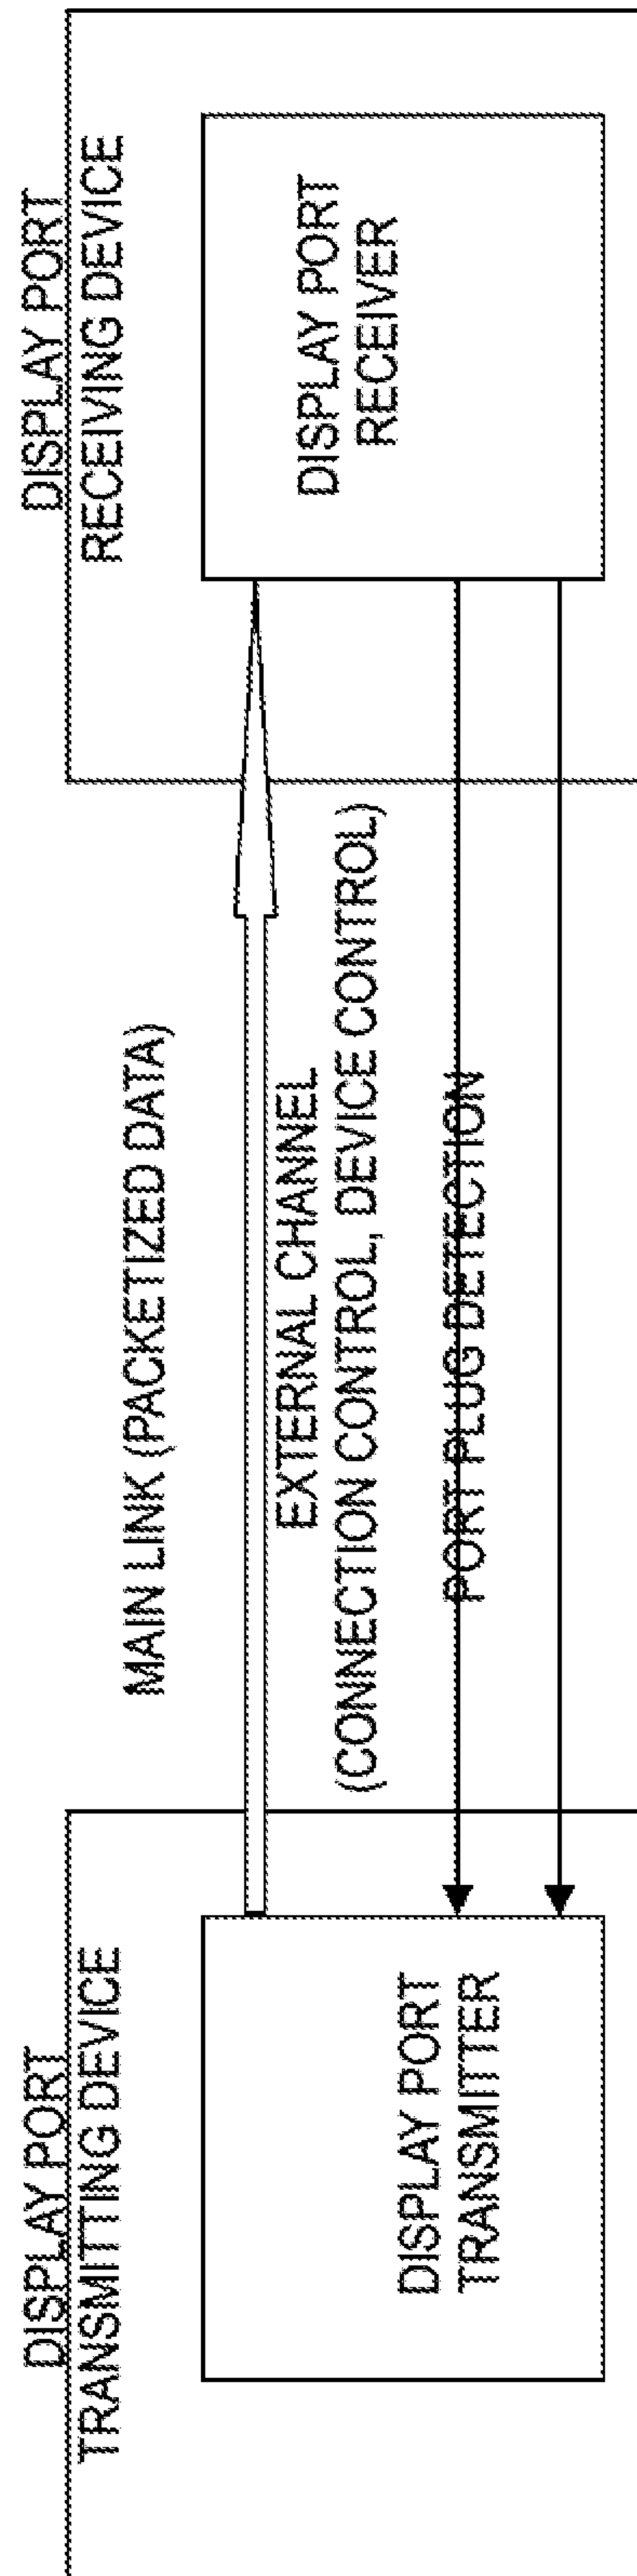 DISPLAY PORT
TRANSMITTING DEVICE
DISPLAY PORT
TRANSMITTER
MAIN LINK (PACKETIZED DATA)
EXTERNAL CHANNEL
(CONNECTION CONTROL, DEVICE CONTROL)
PORT PLUG DETECTION
DISPLAY PORT
RECEIVING DEVICE
DISPLAY PORT
RECEIVER